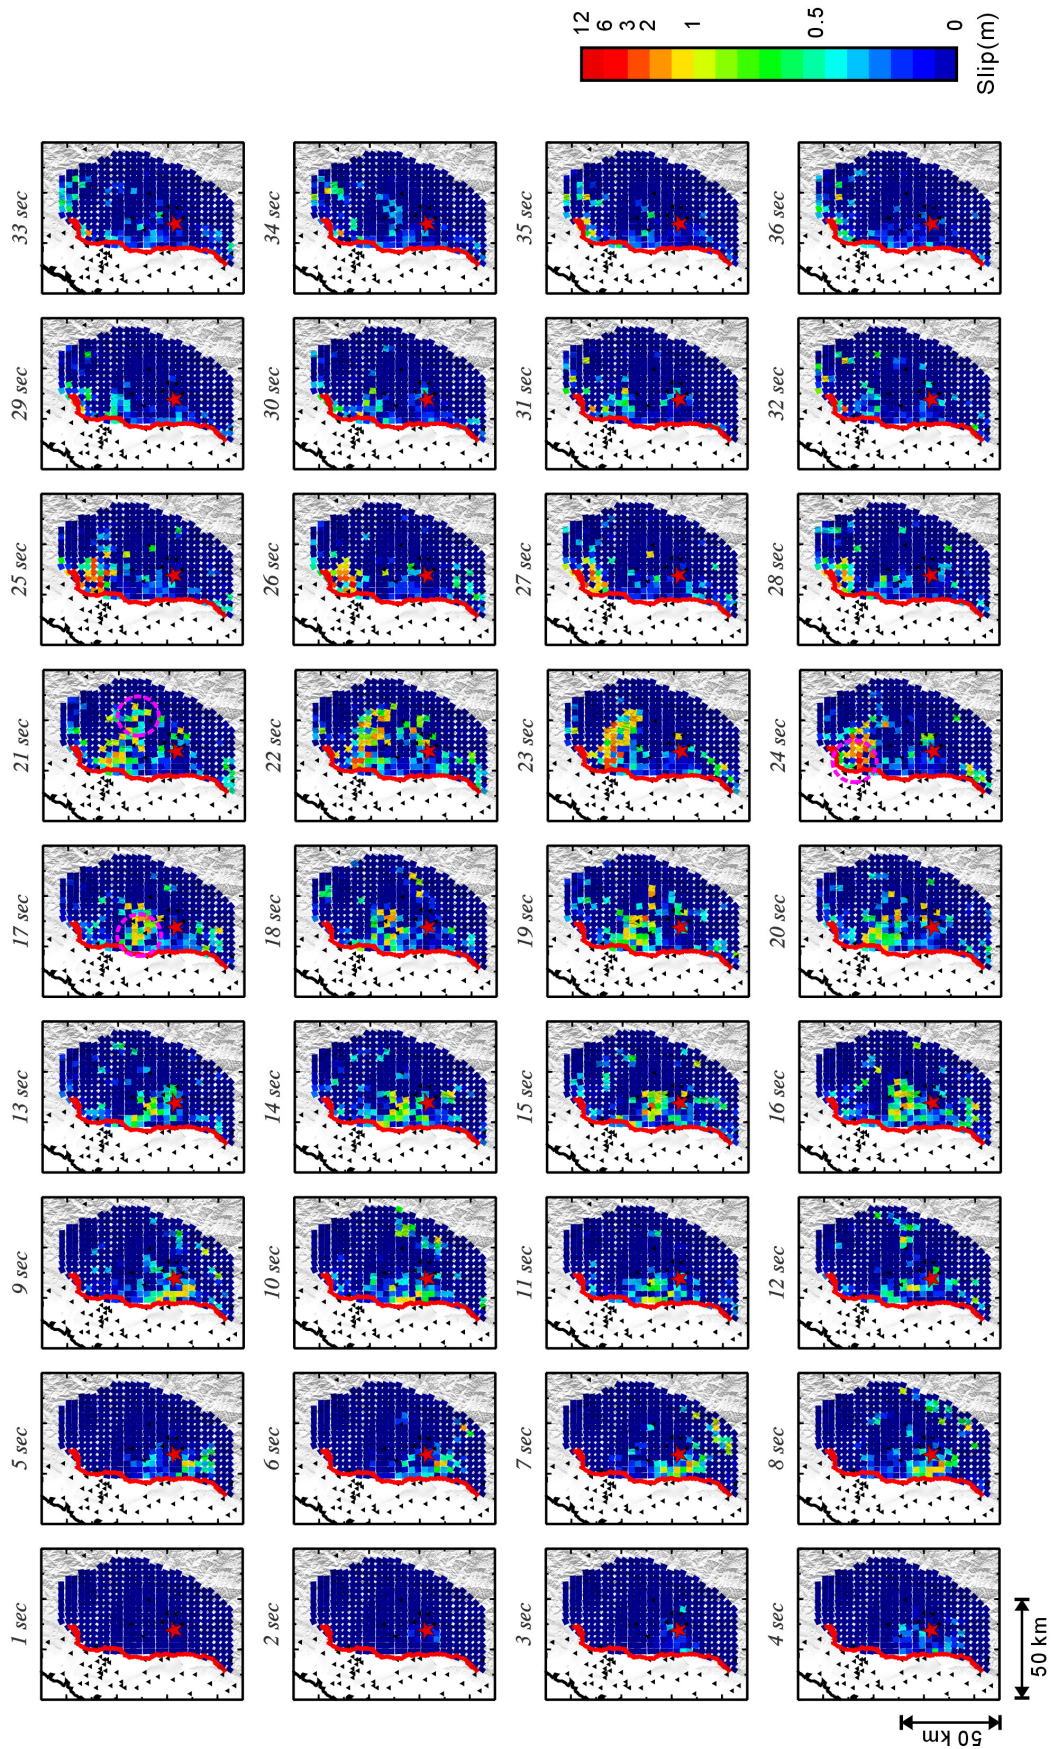 1 sec 5 sec 9 sec 13 sec 17 sec 21 sec 25 sec 29 sec 33 sec
2 sec 6 sec 10 sec 14 sec 18 sec 22 sec 26 sec 30 sec 34 sec
3 sec 7 sec 11 sec 15 sec 19 sec 23 sec 27 sec 31 sec 35 sec
4 sec 8 sec 12 sec 16 sec 20 sec 24 sec 28 sec 32 sec 36 sec
50 km
50 km
12
6
3
2
1
0.5
0
Slip(m)